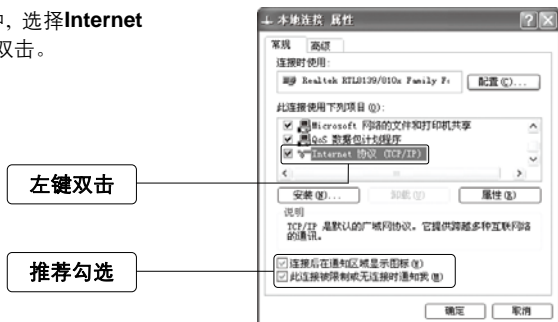 中, 选择Internet
双击。
左键双击
推荐勾选
本地连接 属性
常规 高级
连接时使用:
Realtek RTL8139/810x Family F
配置(C)...
此连接使用下列项目(O):
Microsoft 网络的文件和打印机共享
QoS 数据包计划程序
Internet 协议 (TCP/IP)
安装(N)... 卸载(U) 属性(R)
说明
TCP/IP 是默认的广域网协议。它提供跨越多种互联网络
的通讯。
连接后在通知区域显示图标(W)
此连接被限制或无连接时通知我(M)
确定 取消